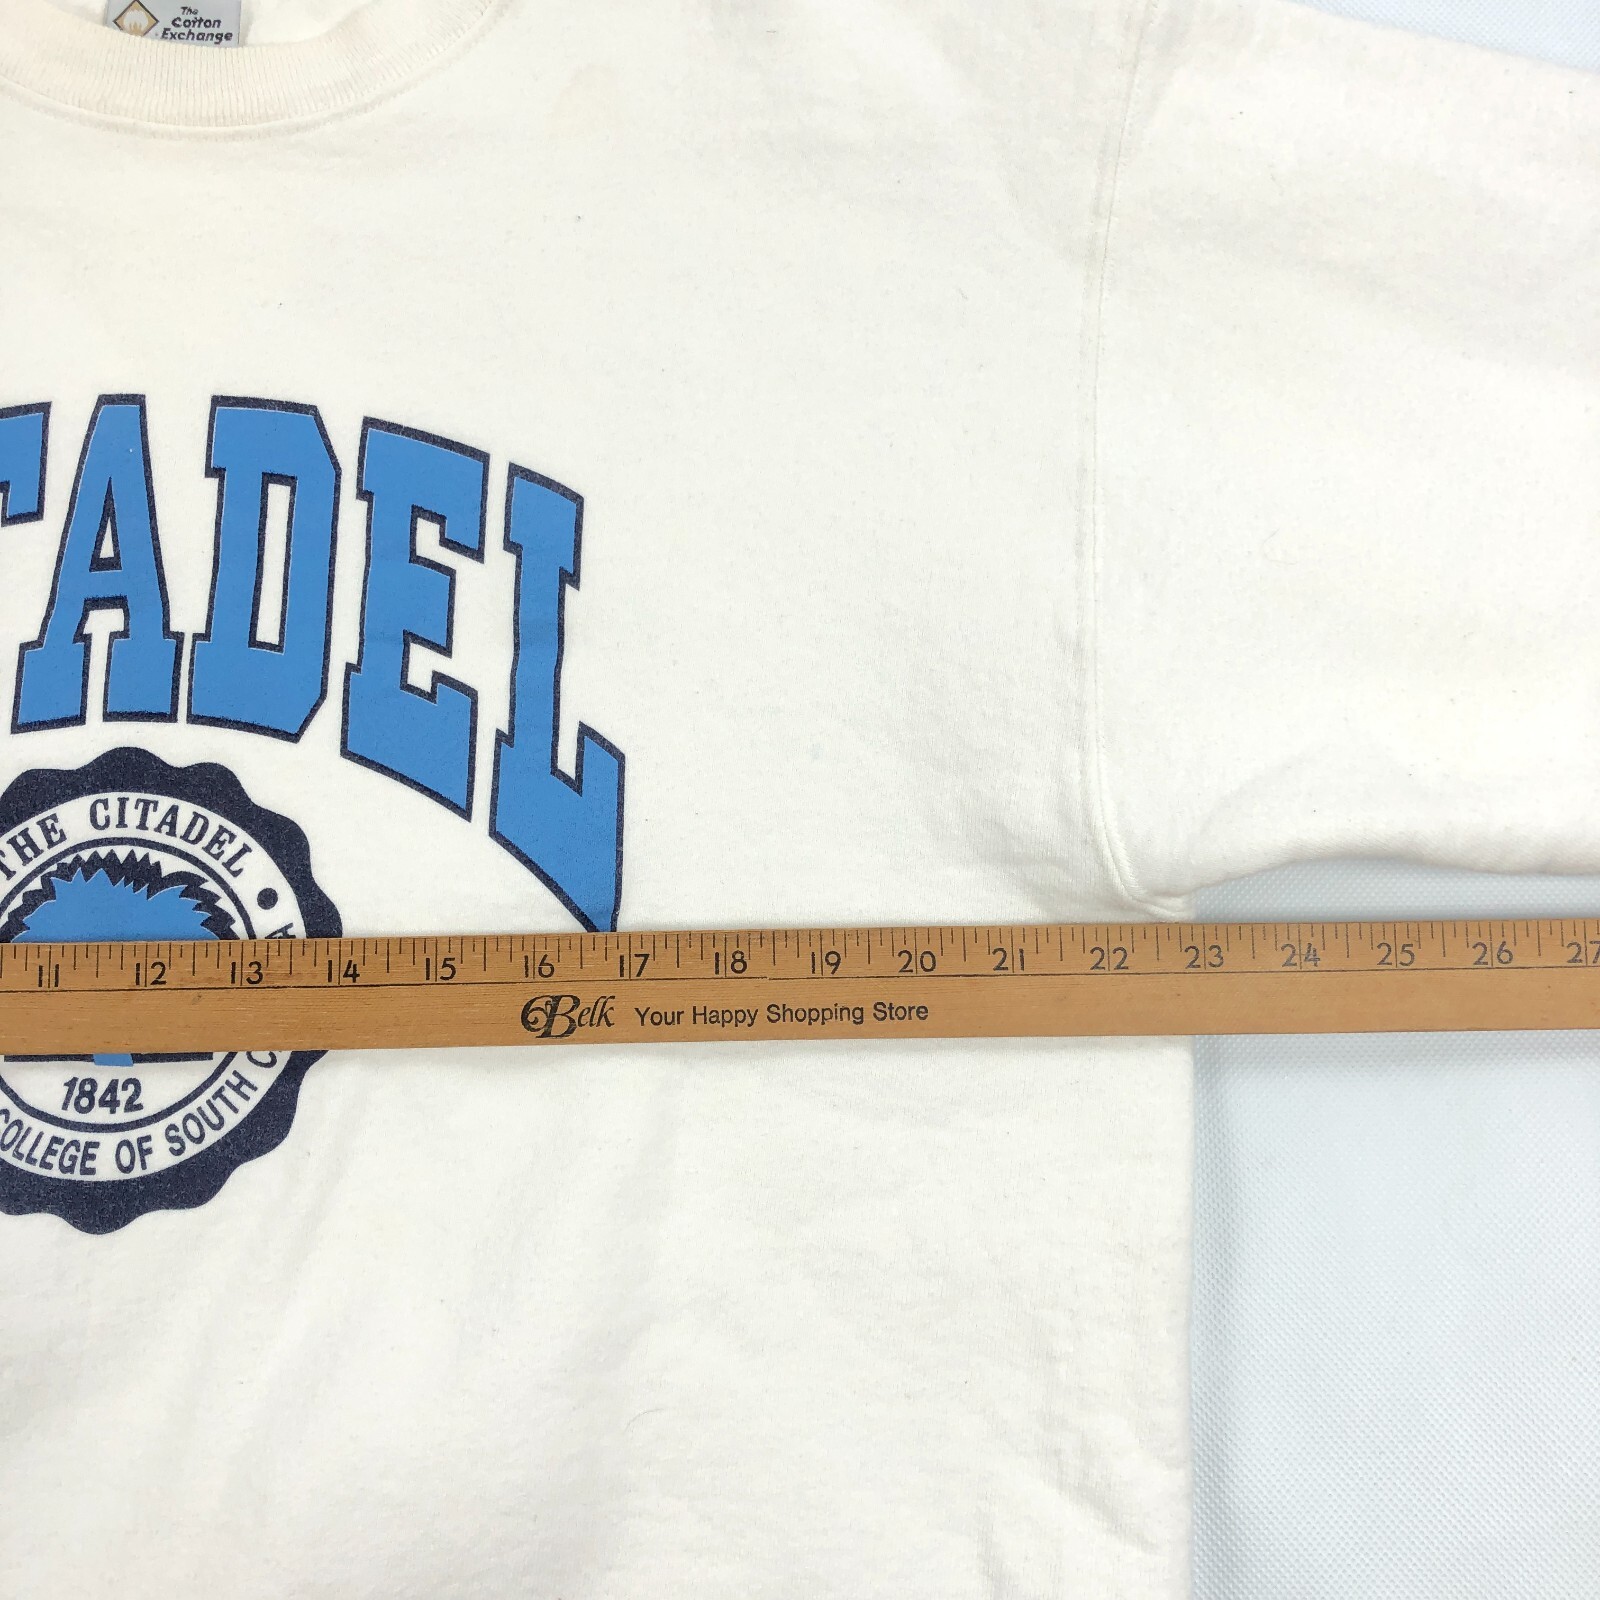 The
Cotton
Exchange
TADEL
THE CITADEL
11 12 13 14 15 16 17 18 19 20 21 22 23 24 25 26 27
Belk Your Happy Shopping Store
1842
COLLEGE OF SOUTH C A